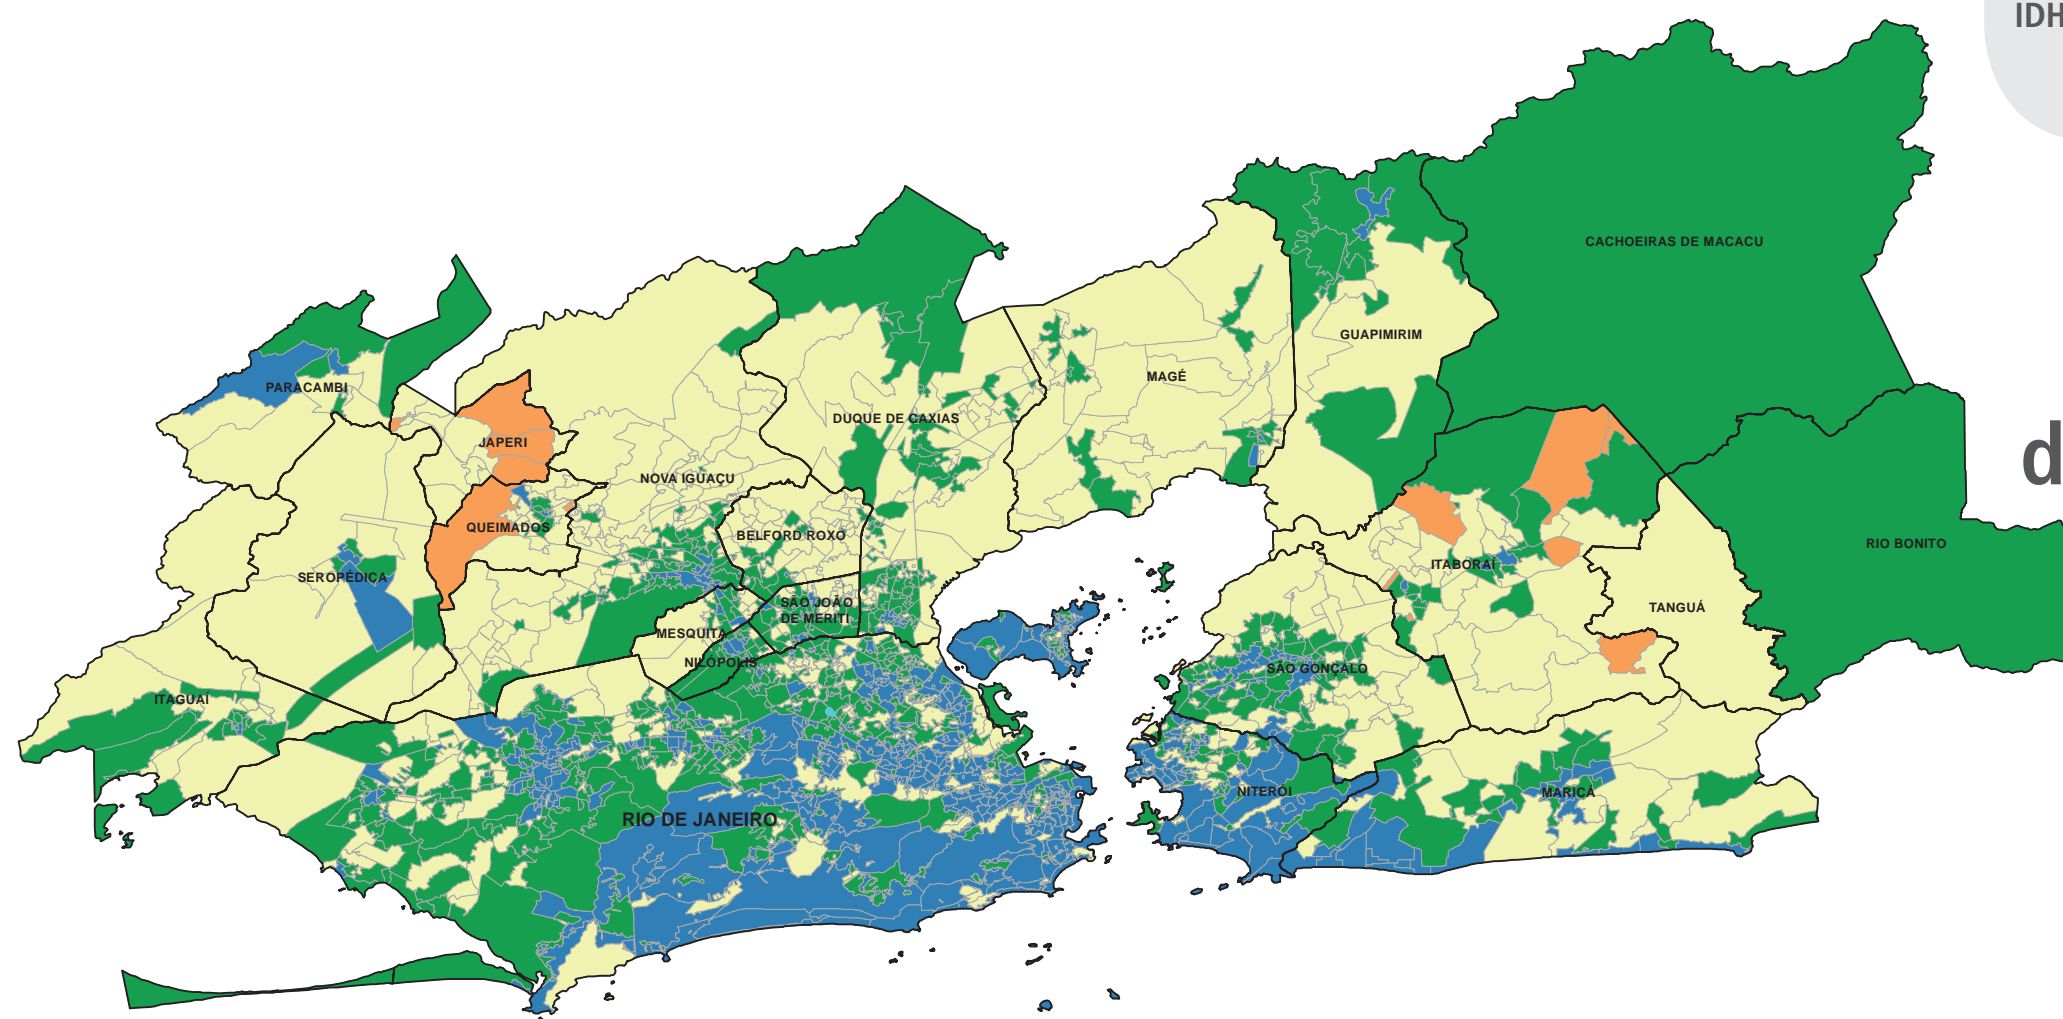 IDH
CACHOEIRAS DE MACACU
GUAPIMIRIM
MAGÉ
PARACAMBI
DUQUE DE CAXIAS
JAPERI
d
NOVA IGUAÇU
QUEIMADOS
BELFORD ROXO
RIO BONITO
ITABORAÍ
SEROPÉDICA
SÃO JOÃO
DE MERITI
TANGUÁ
MESQUITA
NILÓPOLIS
SÃO GONÇALO
ITAGUAÍ
NITERÓI
MARICÁ
RIO DE JANEIRO